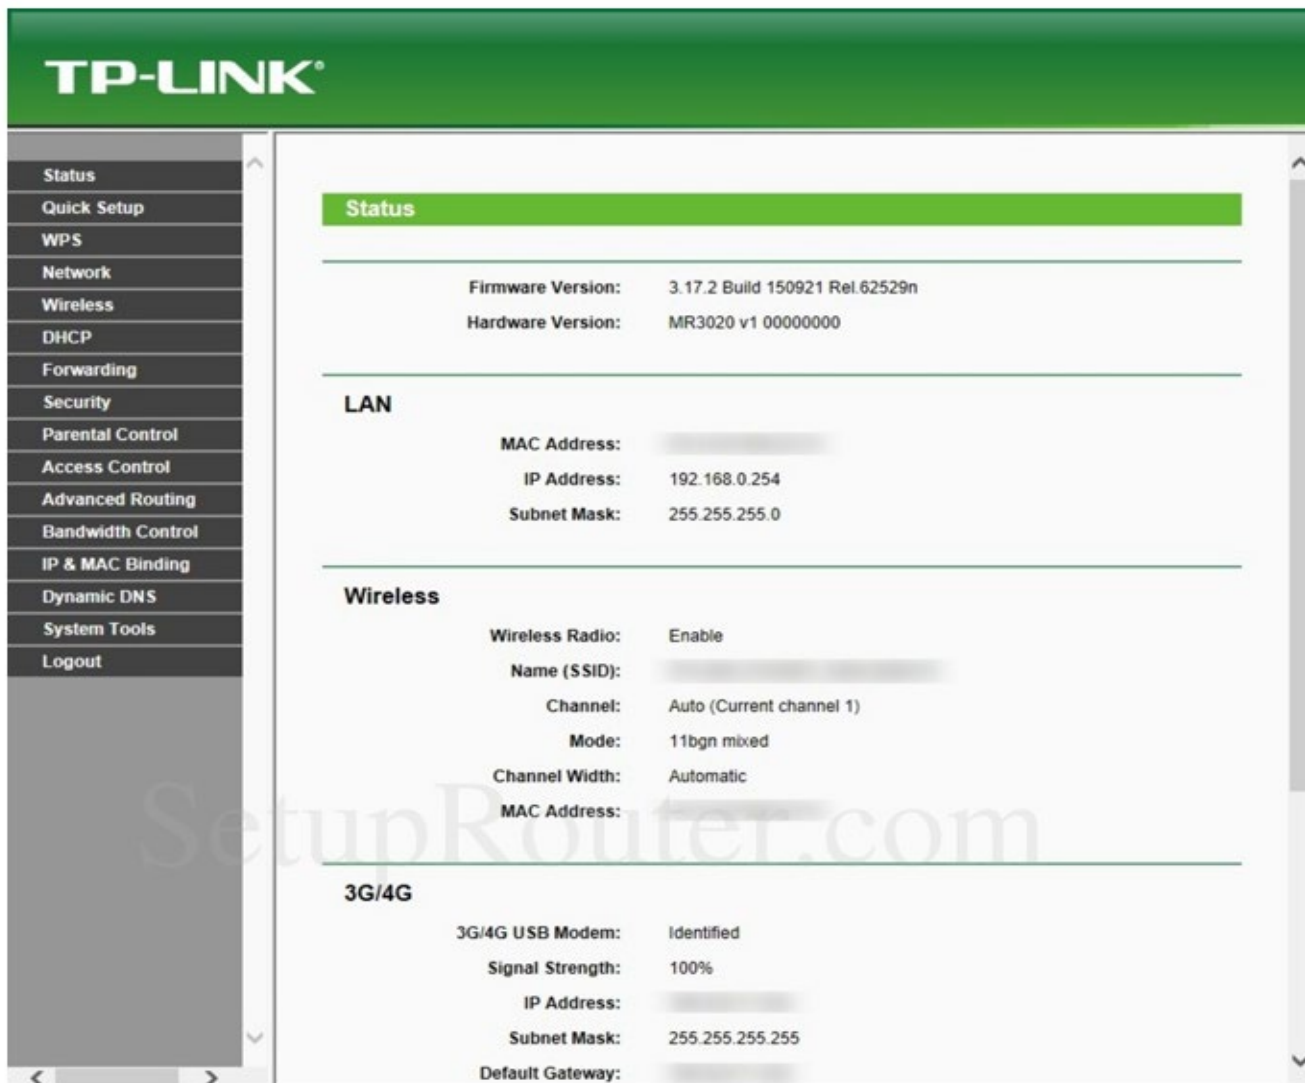 TP-LINK®
Status
Quick Setup
WPS
Network
Wireless
DHCP
Forwarding
Security
Parental Control
Access Control
Advanced Routing
Bandwidth Control
IP & MAC Binding
Dynamic DNS
System Tools
Logout
Status
Firmware Version: 3.17.2 Build 150921 Rel.62529n
Hardware Version: MR3020 v1 00000000
LAN
MAC Address:
IP Address: 192.168.0.254
Subnet Mask: 255.255.255.0
Wireless
Wireless Radio: Enable
Name (SSID):
Channel: Auto (Current channel 1)
Mode: 11bgn mixed
Channel Width: Automatic
MAC Address:
SetupRouter.com
3G/4G
3G/4G USB Modem: Identified
Signal Strength: 100%
IP Address:
Subnet Mask: 255.255.255.255
Default Gateway: